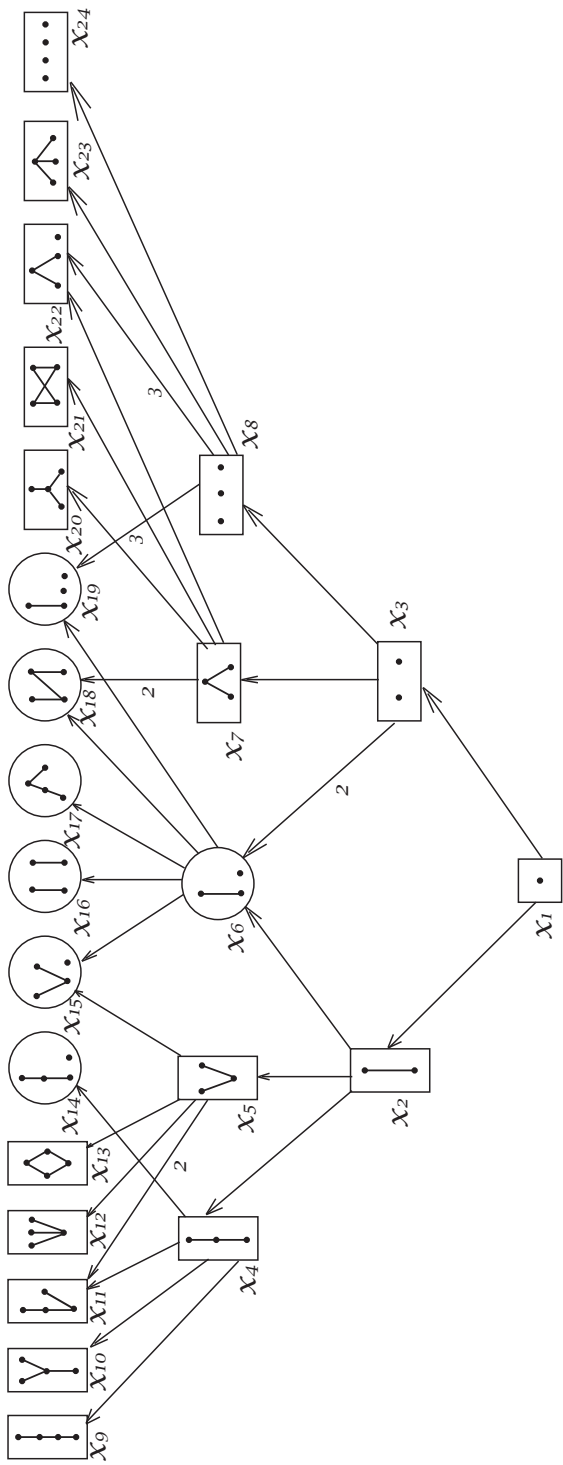 x₂₄
x₂₃
x₂₂
x₂₁
x₂₀
x₁₉
x₁₈
x₁₇
x₁₆
x₁₅
x₁₄
x₁₃
x₁₂
x₁₁
x₁₀
x₉
3
3
2
2
x₈
x₇
x₆
x₅
x₄
2
x₃
x₂
x₁